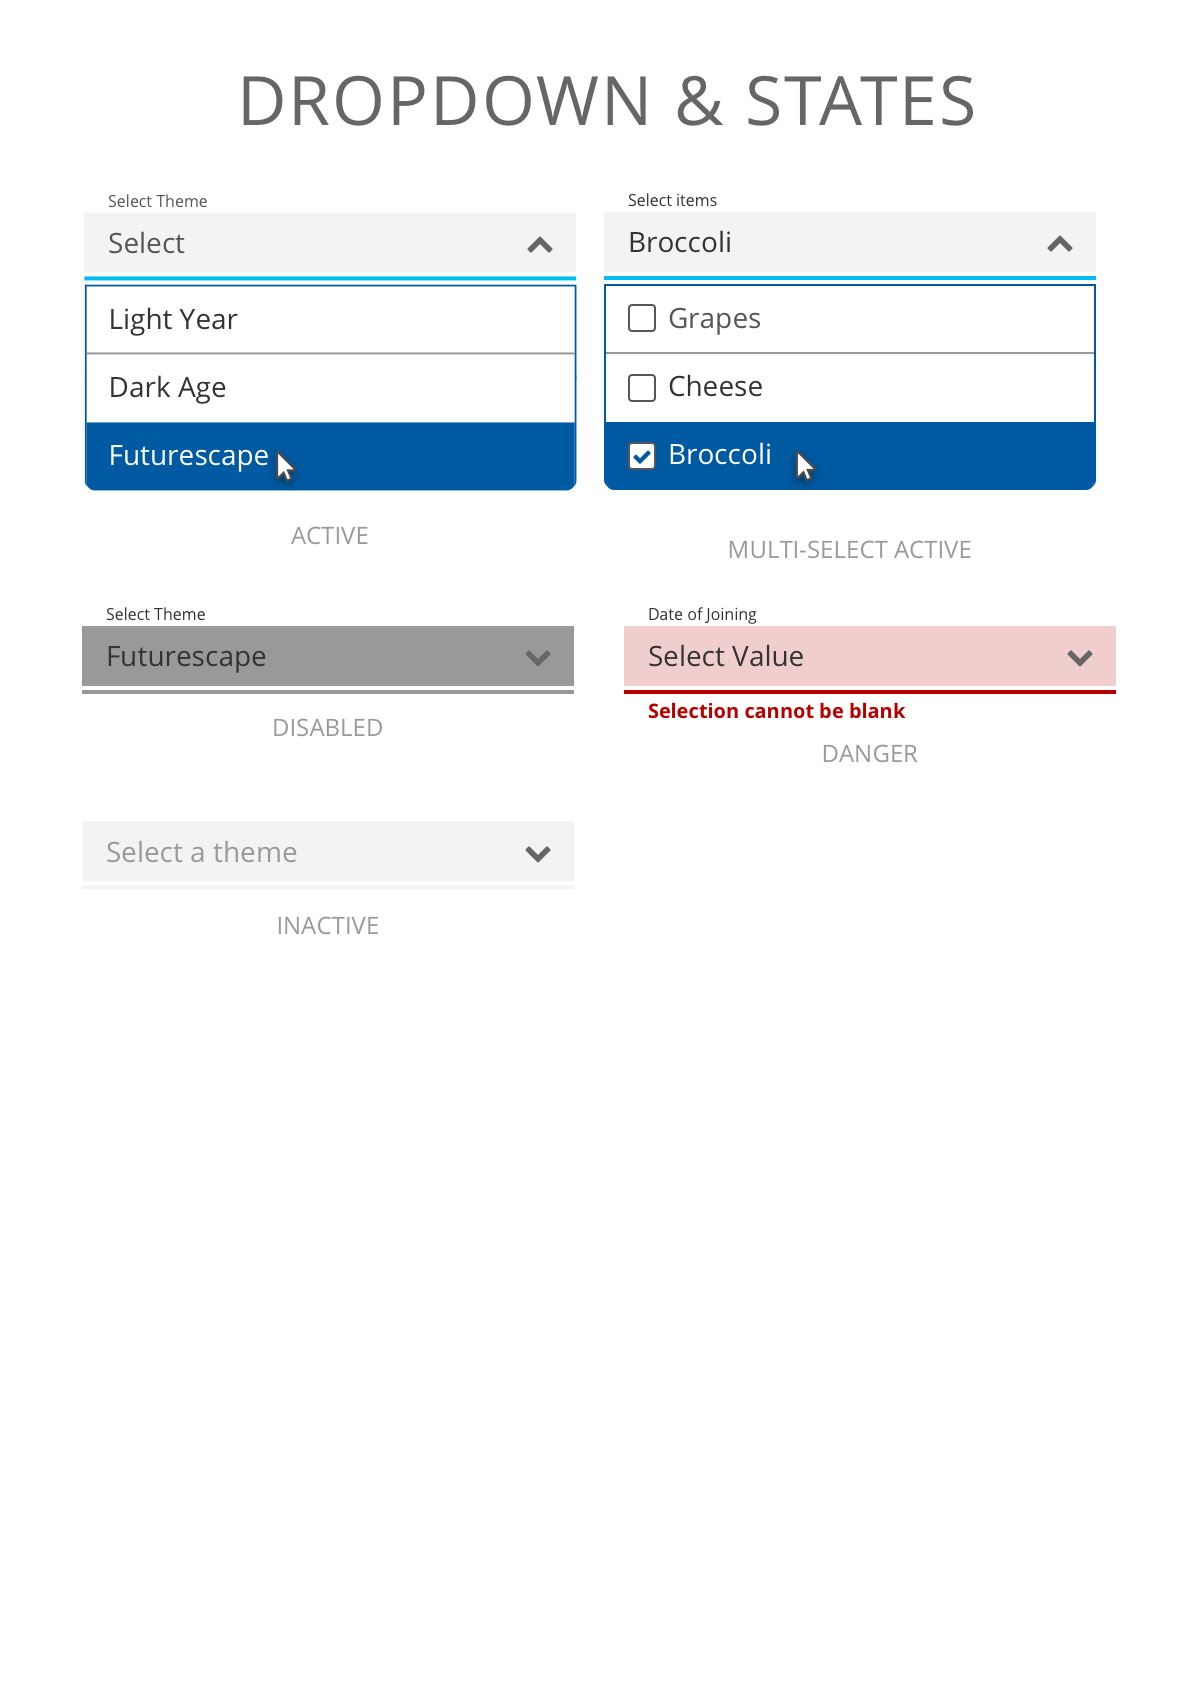 DROPDOWN & STATES
Select Theme
Select
Light Year
Dark Age
Futurescape
ACTIVE
Select items
Broccoli
Grapes
Cheese
Broccoli
MULTI-SELECT ACTIVE
Select Theme
Futurescape
DISABLED
Date of Joining
Select Value
Selection cannot be blank
DANGER
Select a theme
INACTIVE